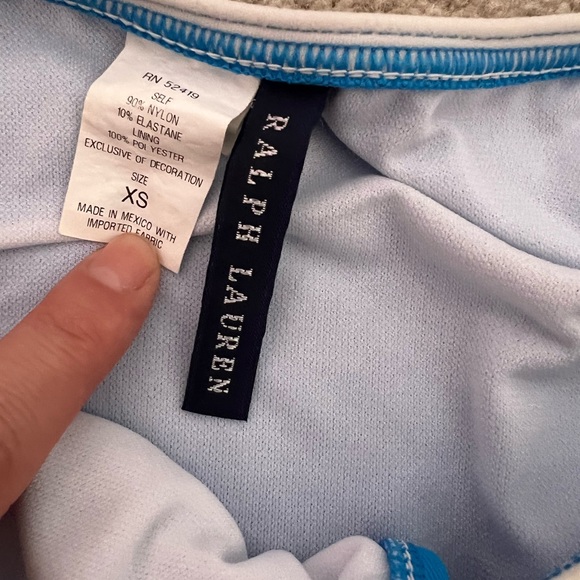 RN 52419
SELF
90% NYLON
10% ELASTANE
LINING
100% POLYESTER
EXCLUSIVE OF DECORATION
SIZE
XS
MADE IN MEXICO WITH
IMPORTED FABRIC
RALPH LAUREN